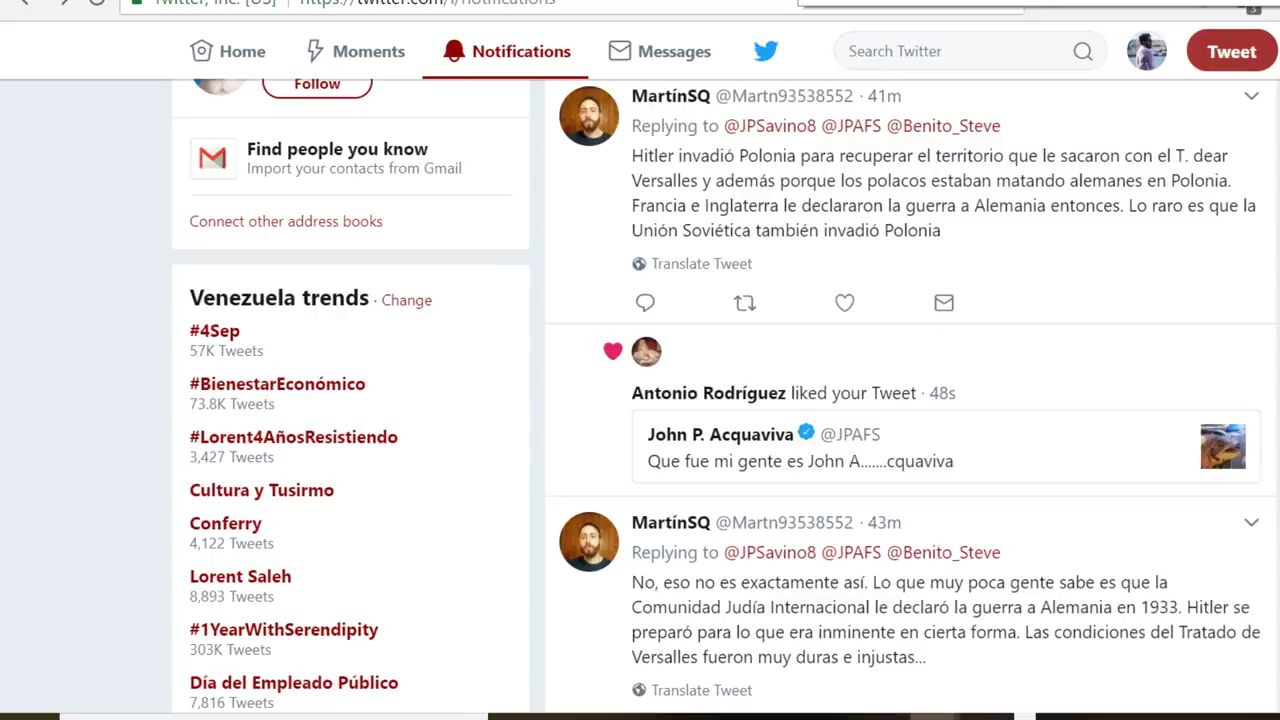 Twitter, Inc. [US] https://twitter.com/i/notifications
Home Moments Notifications Messages Search Twitter Tweet
Follow
Find people you know
Import your contacts from Gmail
Connect other address books
Venezuela trends · Change
#4Sep
57K Tweets
#BienestarEconómico
73.8K Tweets
#Lorent4AñosResistiendo
3,427 Tweets
Cultura y Tusirmo
Conferry
4,122 Tweets
Lorent Saleh
8,893 Tweets
#1YearWithSerendipity
303K Tweets
Día del Empleado Público
7,816 Tweets
MartínSQ @Martn93538552 · 41m
Replying to @JPSavino8 @JPAFS @Benito_Steve
Hitler invadió Polonia para recuperar el territorio que le sacaron con el T. dear
Versalles y además porque los polacos estaban matando alemanes en Polonia.
Francia e Inglaterra le declararon la guerra a Alemania entonces. Lo raro es que la
Unión Soviética también invadió Polonia
Translate Tweet
Antonio Rodríguez liked your Tweet · 48s
John P. Acquaviva @JPAFS
Que fue mi gente es John A.......cquaviva
MartínSQ @Martn93538552 · 43m
Replying to @JPSavino8 @JPAFS @Benito_Steve
No, eso no es exactamente así. Lo que muy poca gente sabe es que la
Comunidad Judía Internacional le declaró la guerra a Alemania en 1933. Hitler se
preparó para lo que era inminente en cierta forma. Las condiciones del Tratado de
Versalles fueron muy duras e injustas...
Translate Tweet